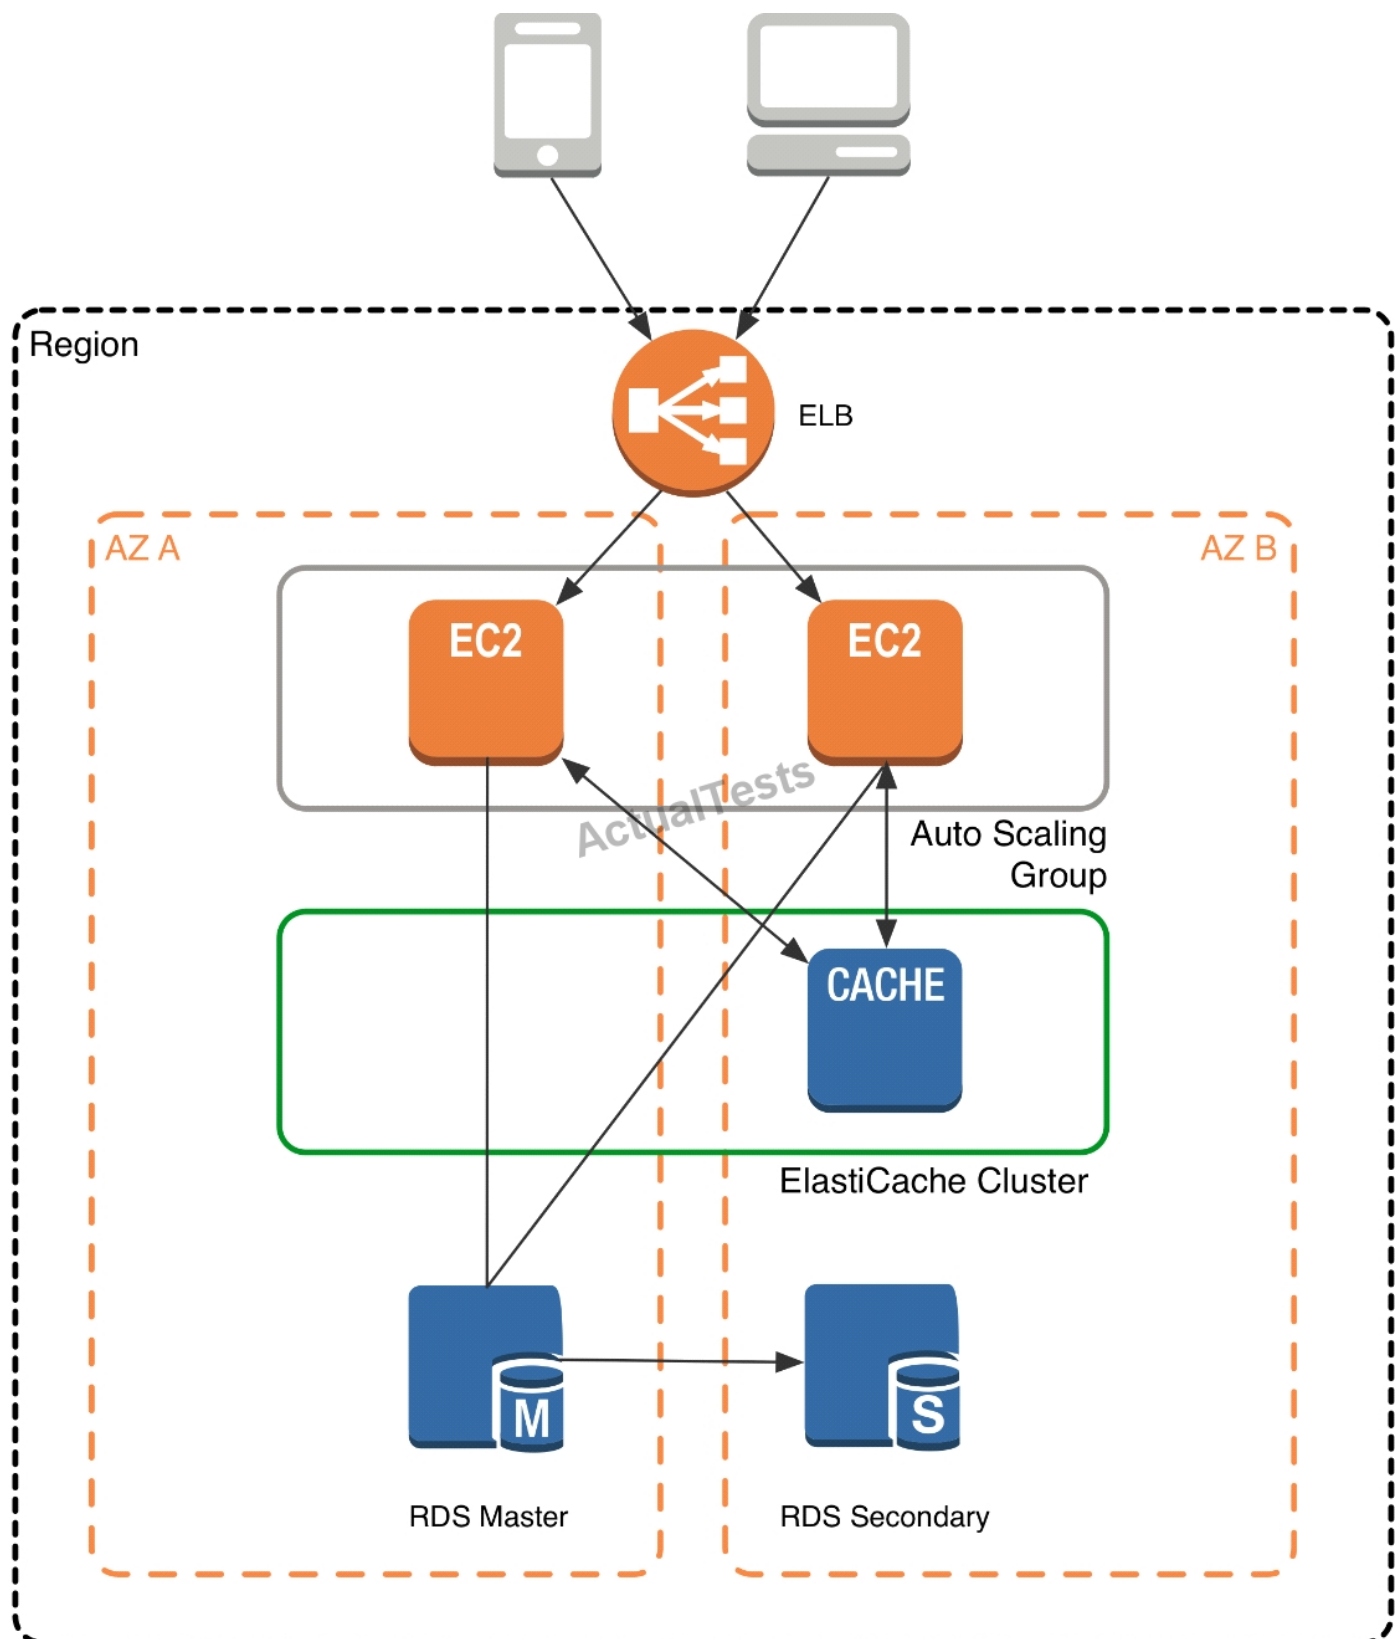 Region
ELB
AZ A
AZ B
EC2
EC2
ActualTests
Auto Scaling
Group
CACHE
ElastiCache Cluster
M
S
RDS Master
RDS Secondary